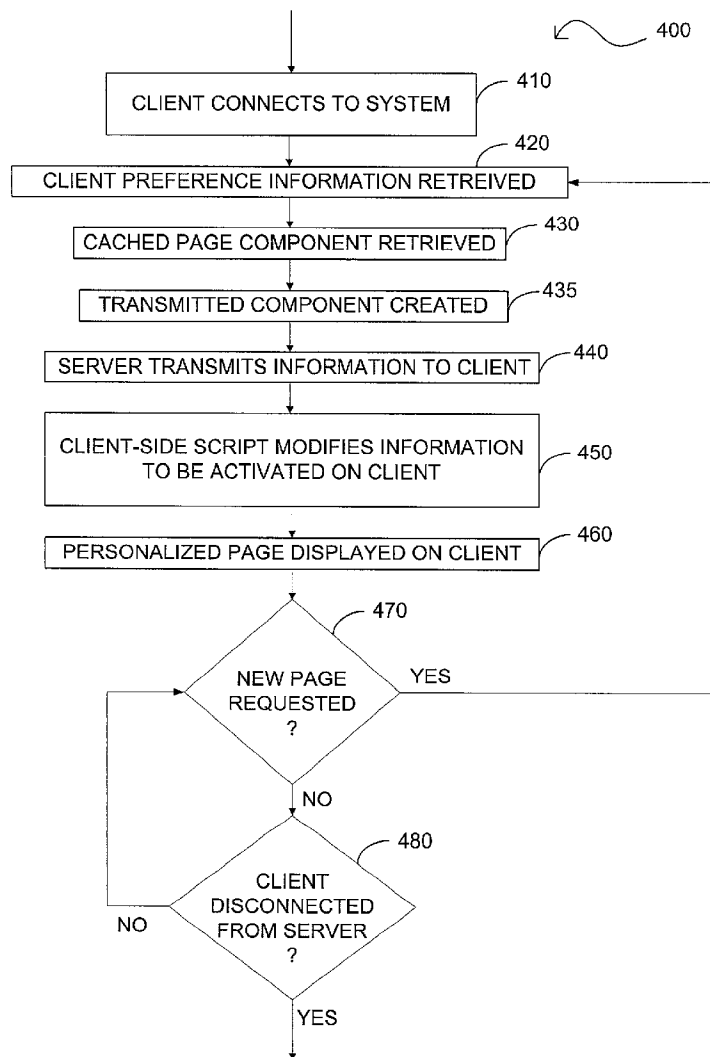 400
CLIENT CONNECTS TO SYSTEM
410
420
CLIENT PREFERENCE INFORMATION RETREIVED
CACHED PAGE COMPONENT RETRIEVED
430
TRANSMITTED COMPONENT CREATED
435
SERVER TRANSMITS INFORMATION TO CLIENT
440
CLIENT-SIDE SCRIPT MODIFIES INFORMATION
TO BE ACTIVATED ON CLIENT
450
PERSONALIZED PAGE DISPLAYED ON CLIENT
460
470
NEW PAGE
REQUESTED
?
YES
NO
480
CLIENT
DISCONNECTED
FROM SERVER
?
NO
YES